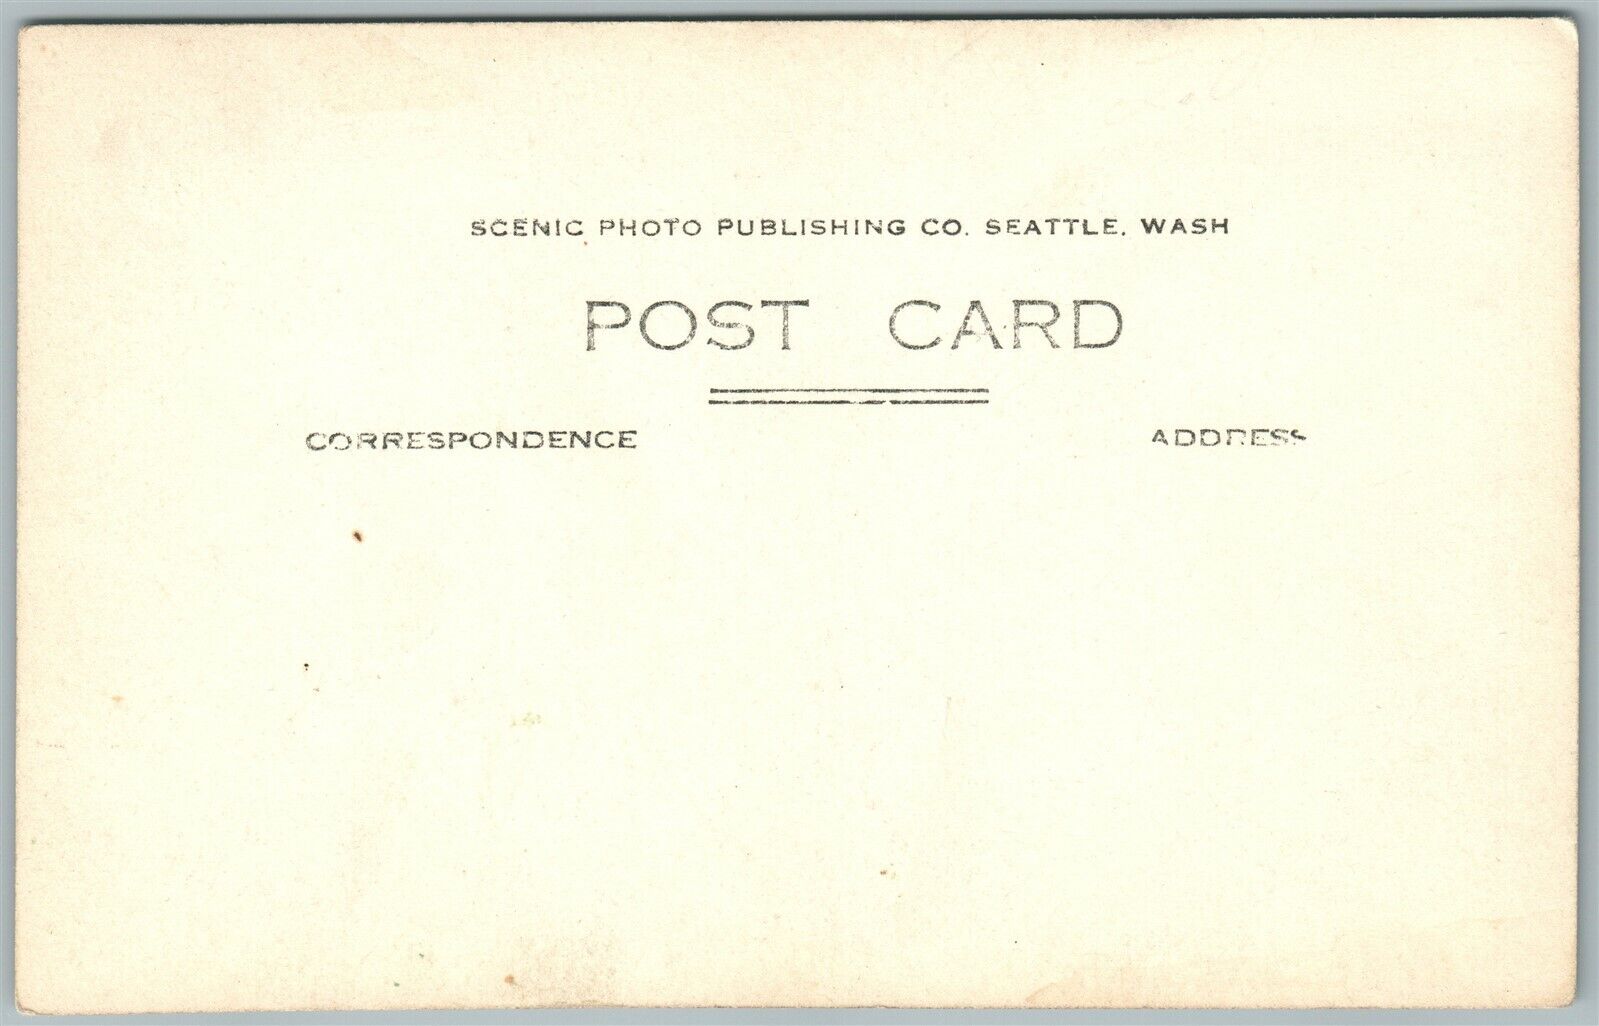 SCENIC PHOTO PUBLISHING CO. SEATTLE, WASH
POST CARD
CORRESPONDENCE ADDRESS